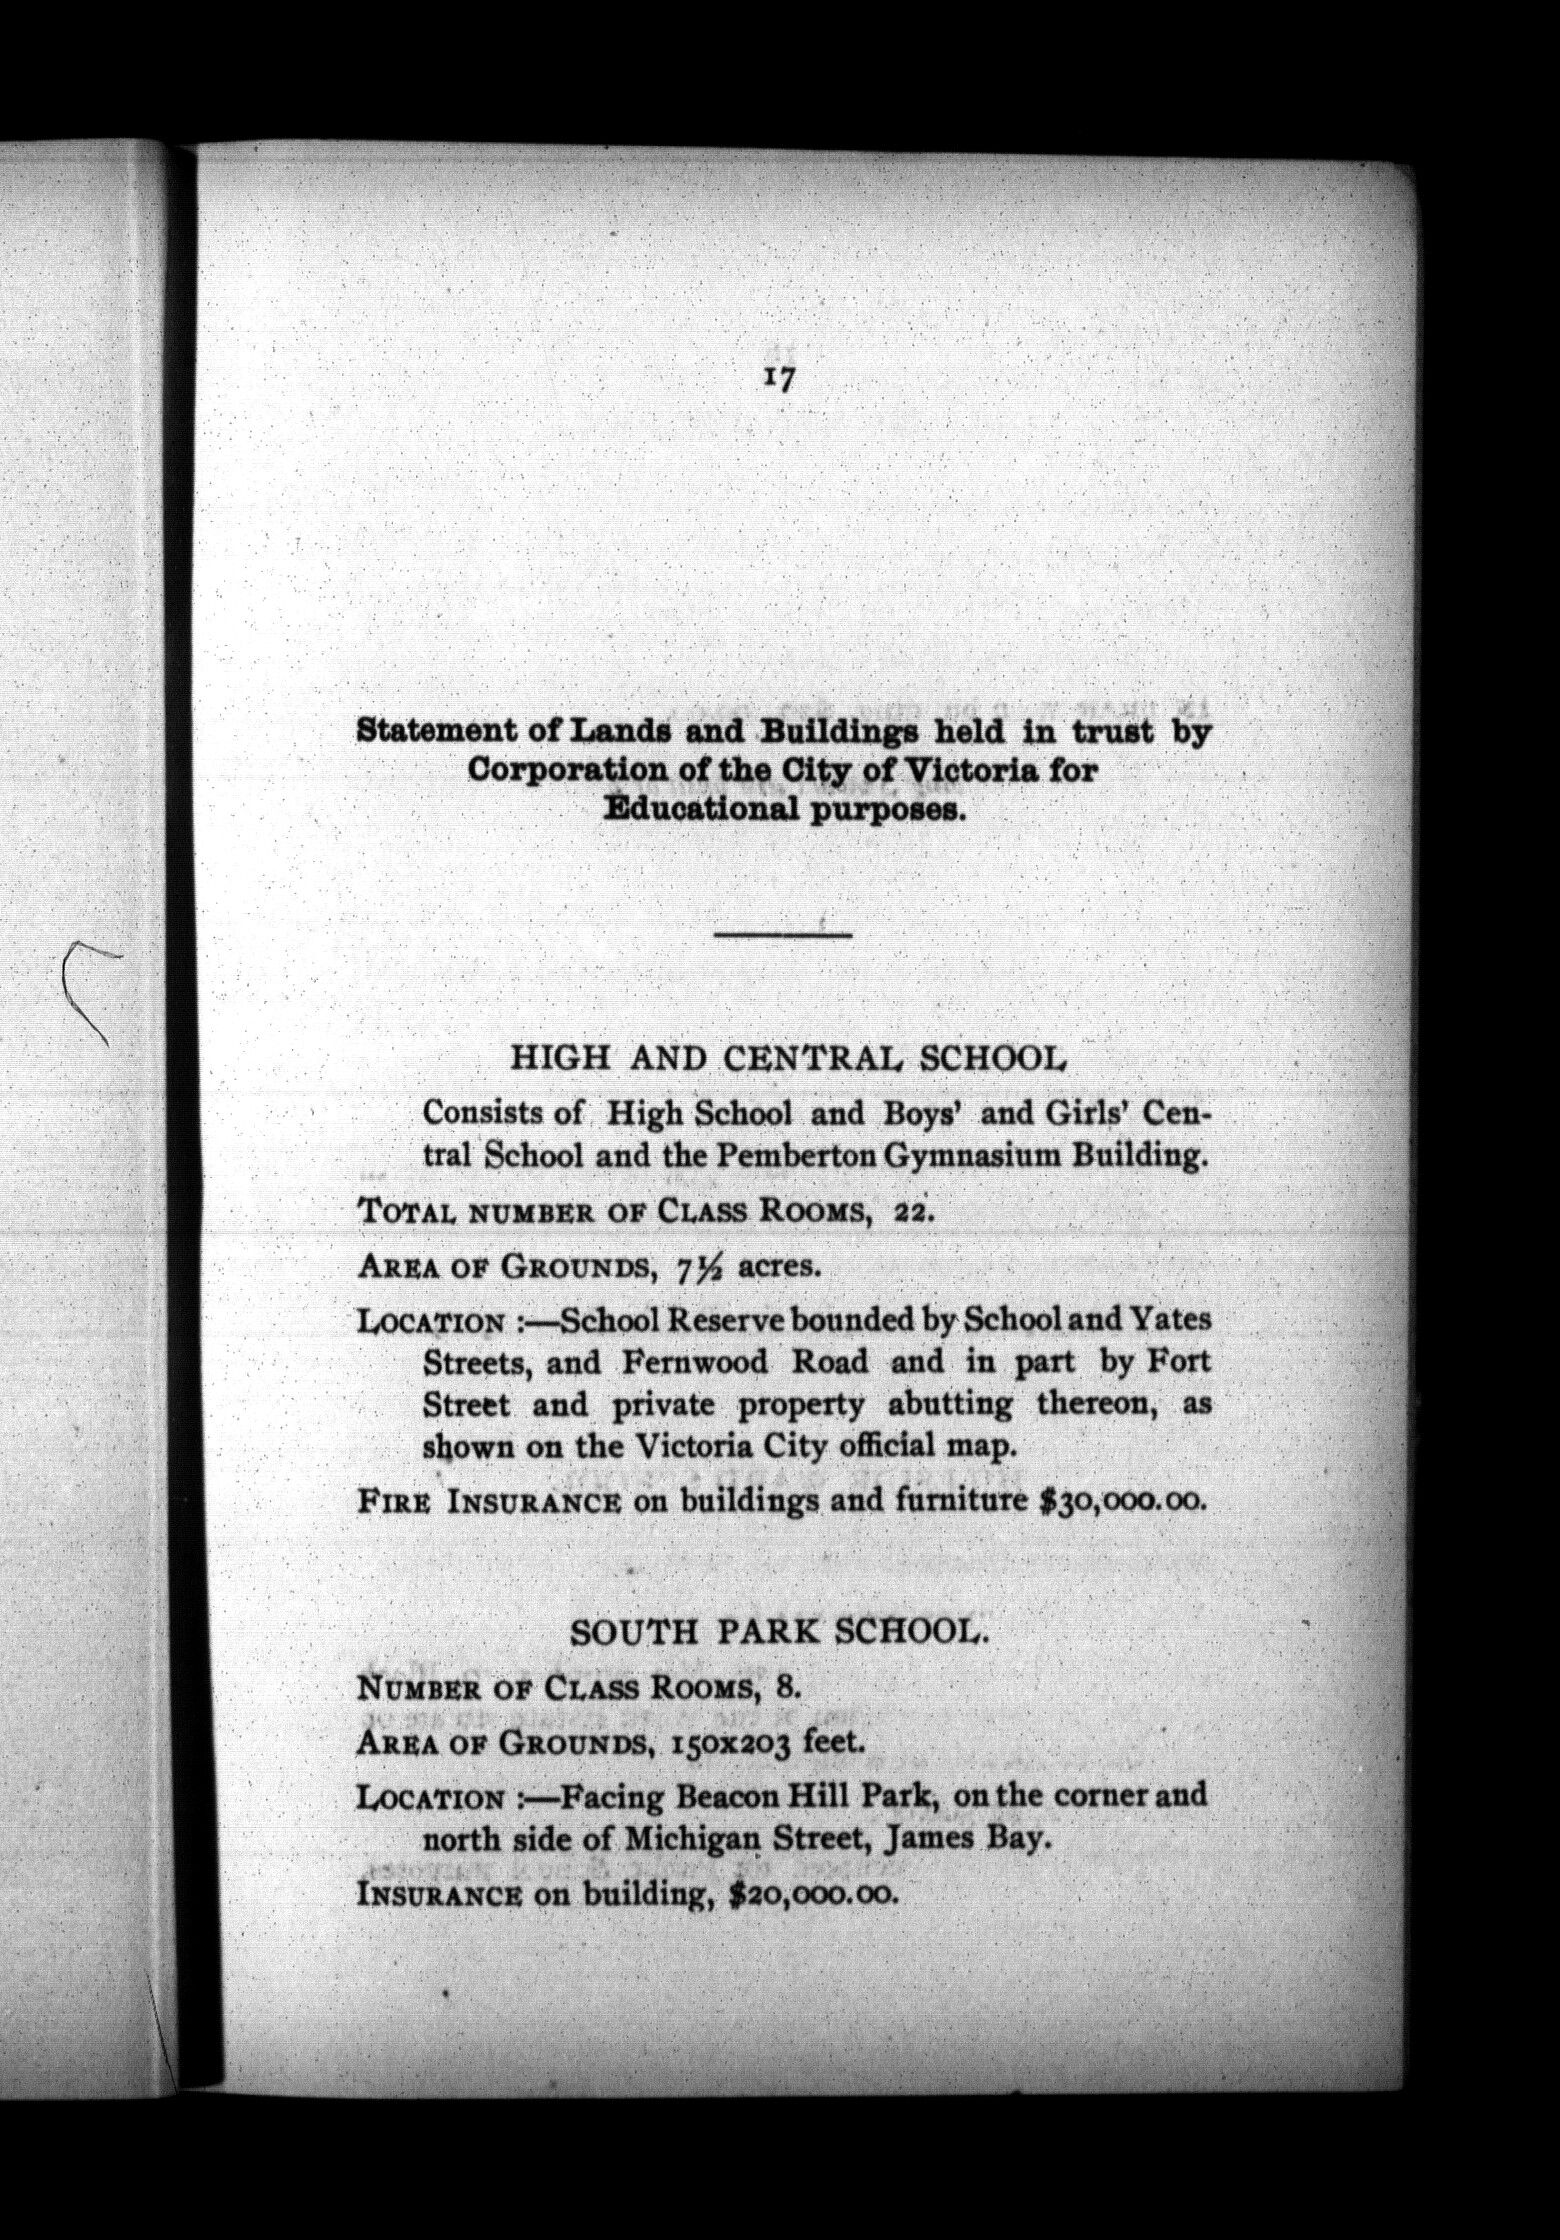 17
Statement of Lands and Buildings held in trust by
Corporation of the City of Victoria for
Educational purposes.
HIGH AND CENTRAL SCHOOL
Consists of High School and Boys' and Girls' Cen-
tral School and the Pemberton Gymnasium Building.
TOTAL NUMBER OF CLASS ROOMS, 22.
AREA OF GROUNDS, 7½ acres.
LOCATION :—School Reserve bounded by School and Yates
Streets, and Fernwood Road and in part by Fort
Street and private property abutting thereon, as
shown on the Victoria City official map.
FIRE INSURANCE on buildings and furniture $30,000.00.
SOUTH PARK SCHOOL.
NUMBER OF CLASS ROOMS, 8.
AREA OF GROUNDS, 150x203 feet.
LOCATION :—Facing Beacon Hill Park, on the corner and
north side of Michigan Street, James Bay.
INSURANCE on building, $20,000.00.